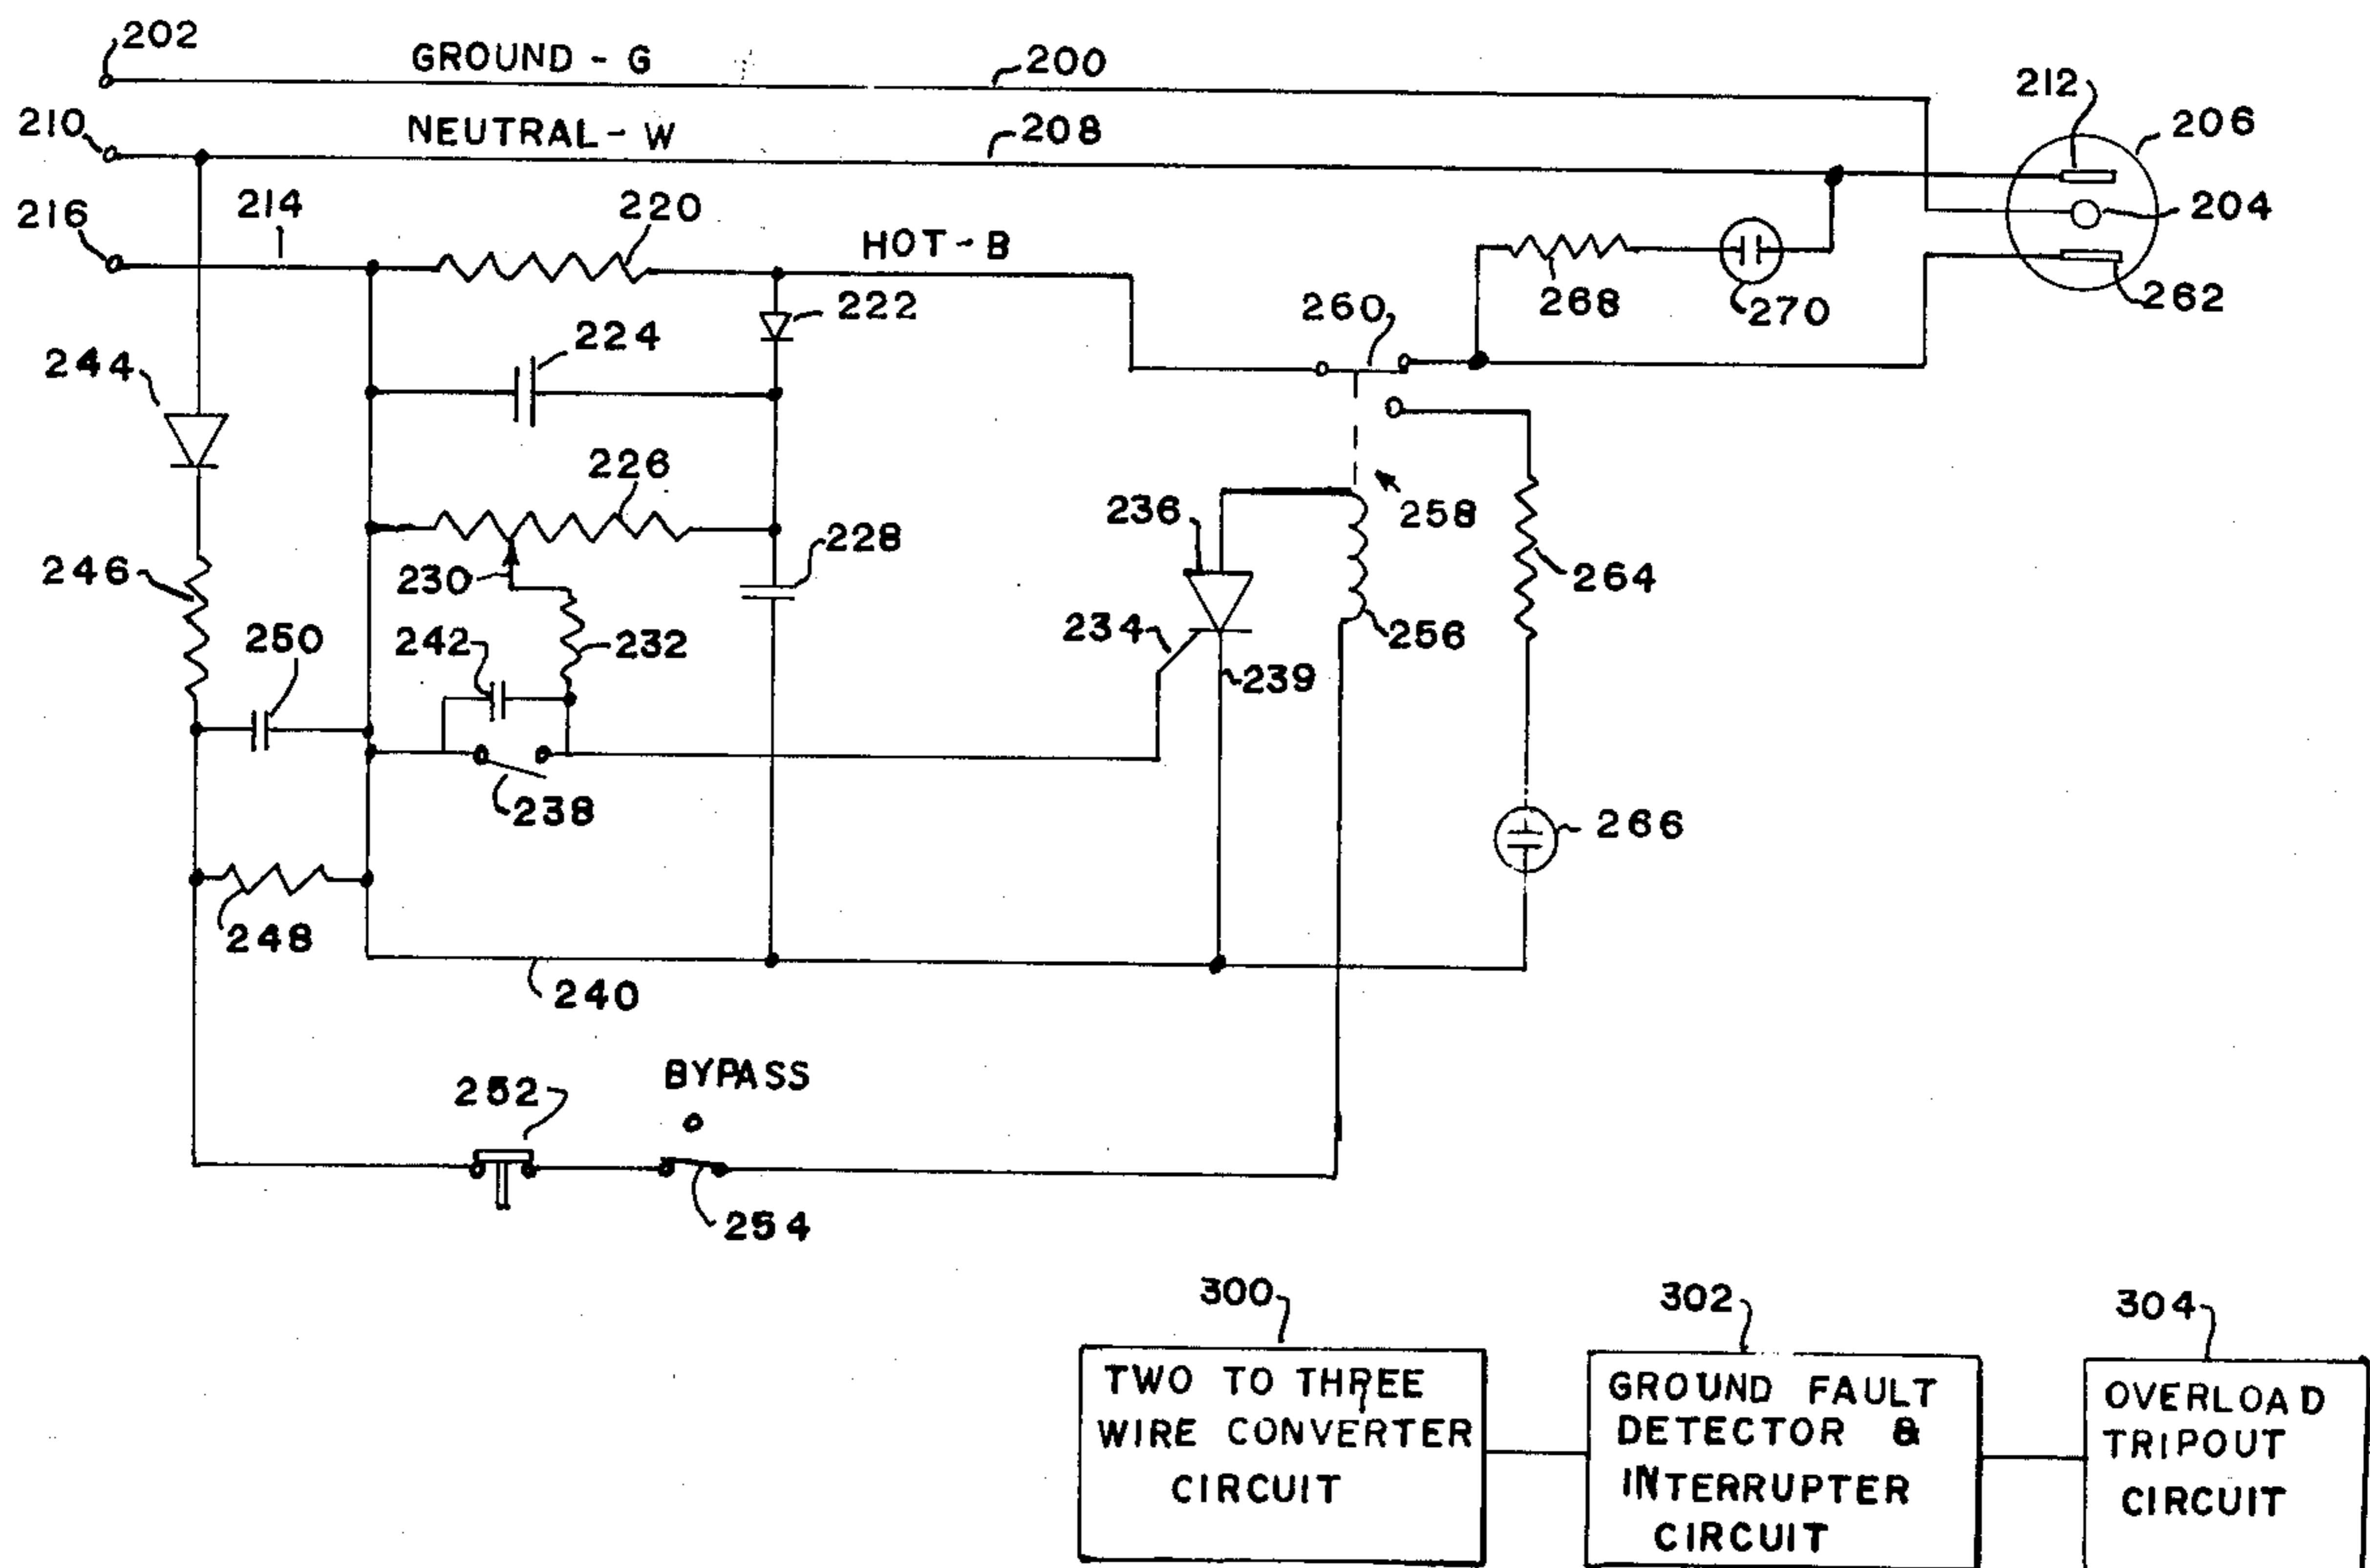 202
GROUND - G
200
212
206
210
NEUTRAL - W
208
216
214
220
HOT - B
204
268
270
262
222
260
224
244
226
228
236
258
246
230
264
250
242
232
234
239
256
238
266
248
240
252
BYPASS
254
300
302
304
TWO TO THREE
WIRE CONVERTER
CIRCUIT
GROUND FAULT
DETECTOR &
INTERRUPTER
CIRCUIT
OVERLOAD
TRIPOUT
CIRCUIT